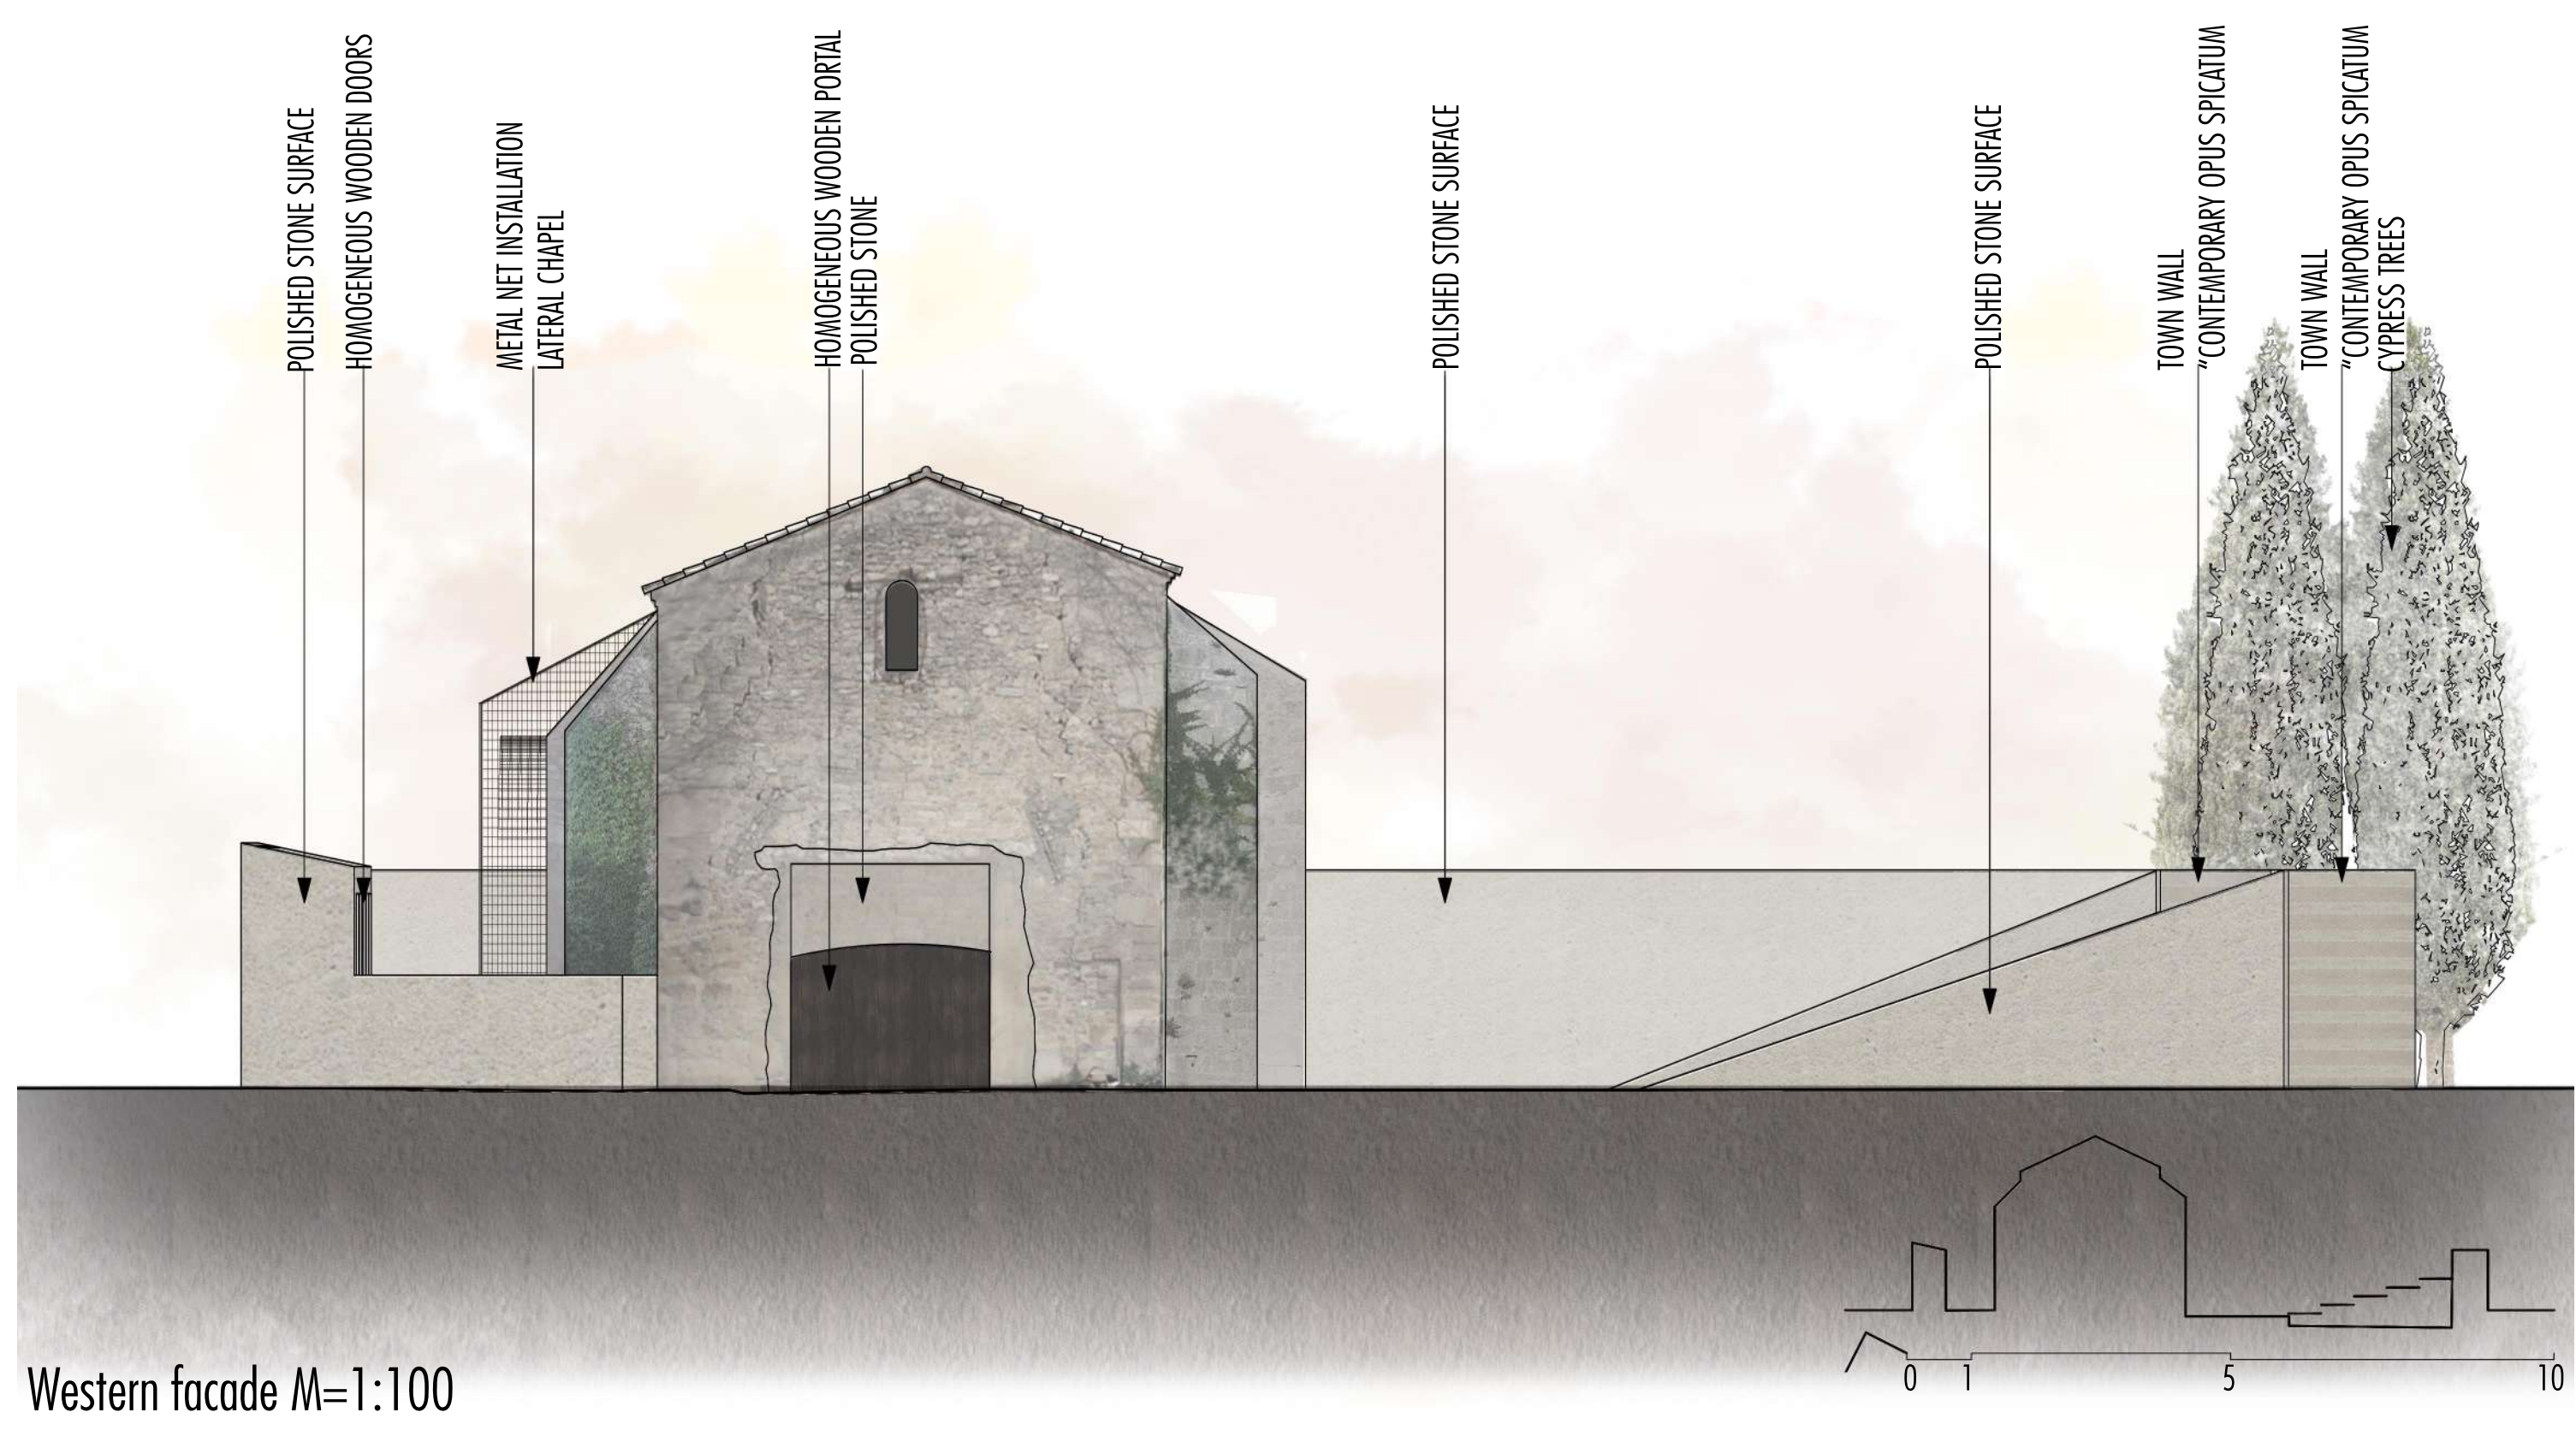 POLISHED STONE SURFACE
HOMOGENEOUS WOODEN DOORS
METAL NET INSTALLATION
LATERAL CHAPEL
HOMOGENEOUS WOODEN PORTAL
POLISHED STONE
POLISHED STONE SURFACE
POLISHED STONE SURFACE
TOWN WALL
“CONTEMPORARY OPUS SPICATUM
TOWN WALL
“CONTEMPORARY OPUS SPICATUM
CYPRESS TREES
Western facade M=1:100
0 1 5 10